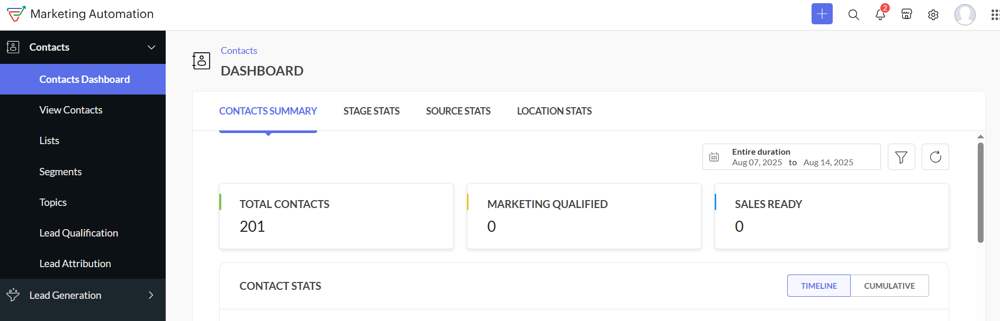 Marketing Automation
2
Contacts
Contacts Dashboard
View Contacts
Lists
Segments
Topics
Lead Qualification
Lead Attribution
Lead Generation
Contacts
DASHBOARD
CONTACTS SUMMARY
STAGE STATS
SOURCE STATS
LOCATION STATS
Entire duration
Aug 07, 2025 to Aug 14, 2025
TOTAL CONTACTS
201
MARKETING QUALIFIED
0
SALES READY
0
CONTACT STATS
TIMELINE
CUMULATIVE